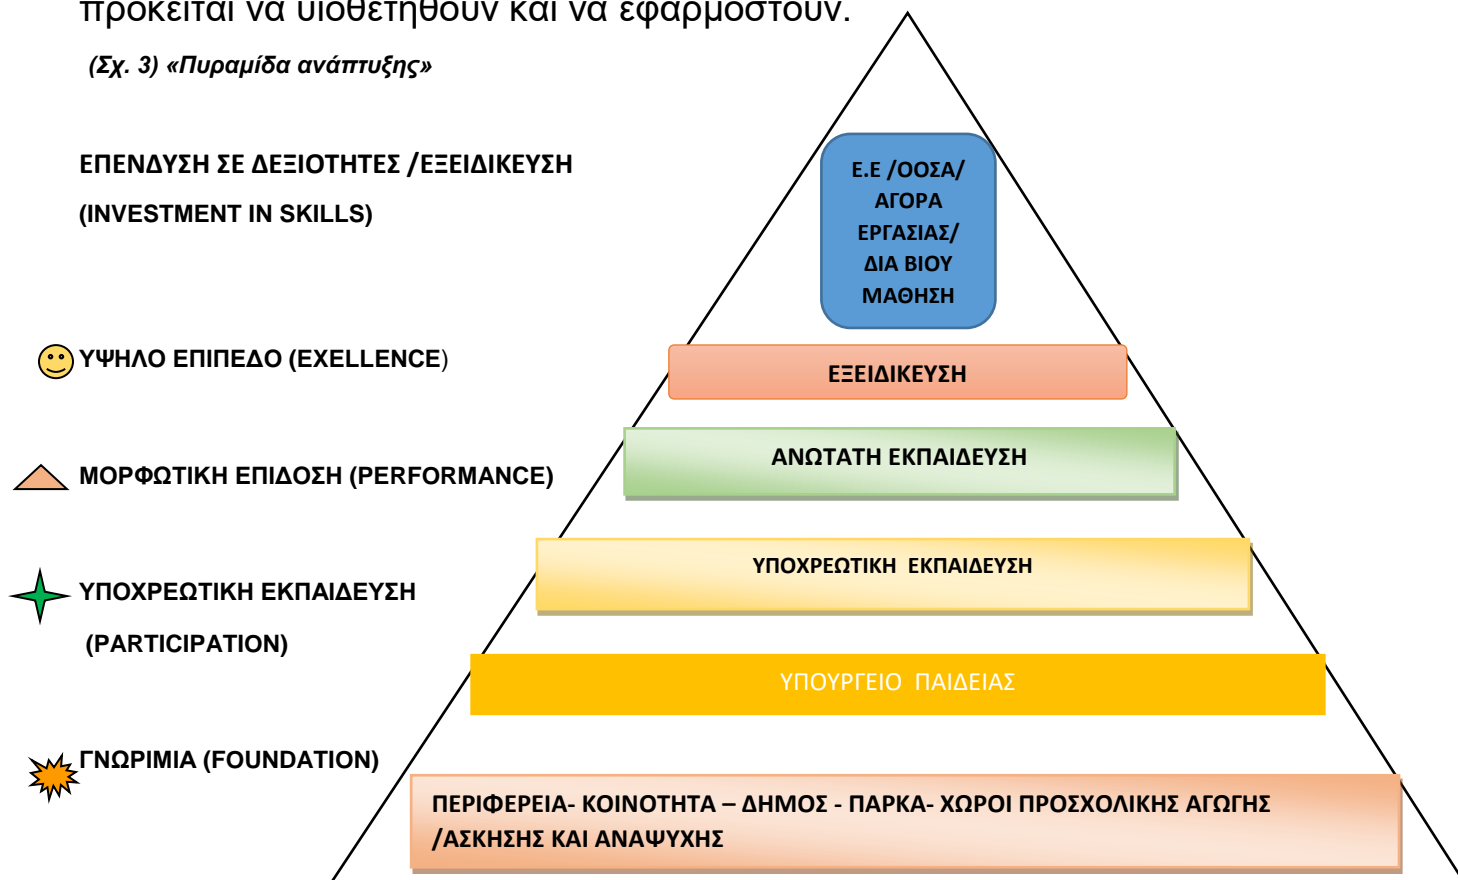 πρόκειται να υιοθετηθούν και να εφαρμοστούν.
(Σχ. 3) «Πυραμίδα ανάπτυξης»
ΕΠΕΝΔΥΣΗ ΣΕ ΔΕΞΙΟΤΗΤΕΣ /ΕΞΕΙΔΙΚΕΥΣΗ
(INVESTMENT IN SKILLS)
Ε.Ε /ΟΟΣΑ/
ΑΓΟΡΑ
ΕΡΓΑΣΙΑΣ/
ΔΙΑ ΒΙΟΥ
ΜΑΘΗΣΗ
ΥΨΗΛΟ ΕΠΙΠΕΔΟ (EXELLENCE)
ΕΞΕΙΔΙΚΕΥΣΗ
ΑΝΩΤΑΤΗ ΕΚΠΑΙΔΕΥΣΗ
ΜΟΡΦΩΤΙΚΗ ΕΠΙΔΟΣΗ (PERFORMANCE)
ΥΠΟΧΡΕΩΤΙΚΗ ΕΚΠΑΙΔΕΥΣΗ
ΥΠΟΧΡΕΩΤΙΚΗ ΕΚΠΑΙΔΕΥΣΗ
(PARTICIPATION)
ΥΠΟΥΡΓΕΙΟ ΠΑΙΔΕΙΑΣ
ΓΝΩΡΙΜΙΑ (FOUNDATION)
ΠΕΡΙΦΕΡΕΙΑ- ΚΟΙΝΟΤΗΤΑ – ΔΗΜΟΣ - ΠΑΡΚΑ- ΧΩΡΟΙ ΠΡΟΣΧΟΛΙΚΗΣ ΑΓΩΓΗΣ
/ΑΣΚΗΣΗΣ ΚΑΙ ΑΝΑΨΥΧΗΣ